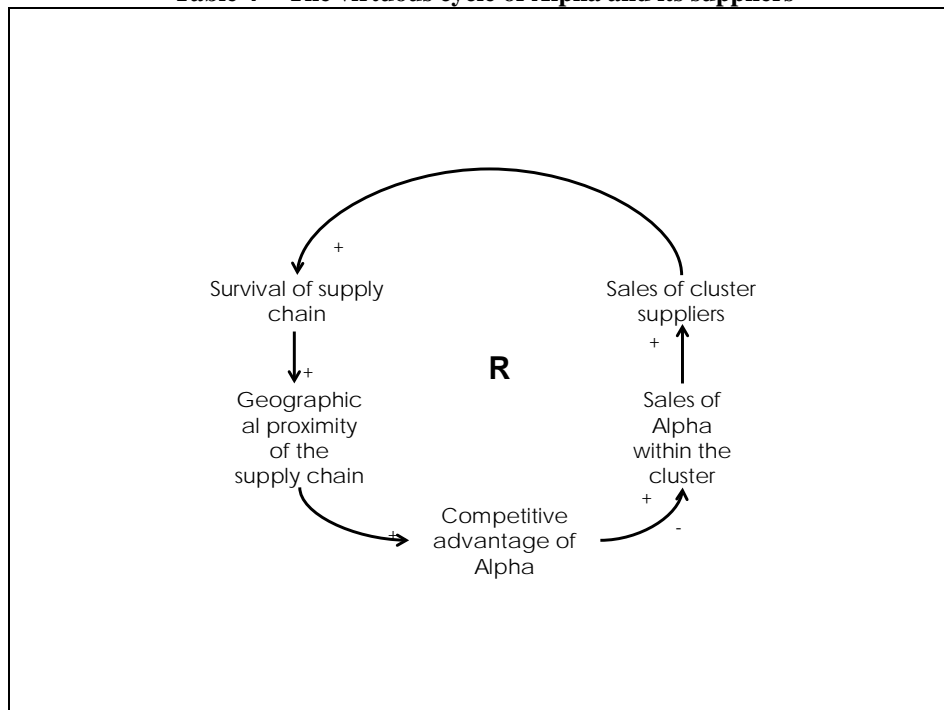 Table 4 The virtuous cycle of Alpha and its suppliers
+
Survival of supply
chain
Sales of cluster
suppliers
+
R
+
Geographic
al proximity
of the
supply chain
Sales of
Alpha
within the
cluster
+
Competitive
advantage of
Alpha
+
-